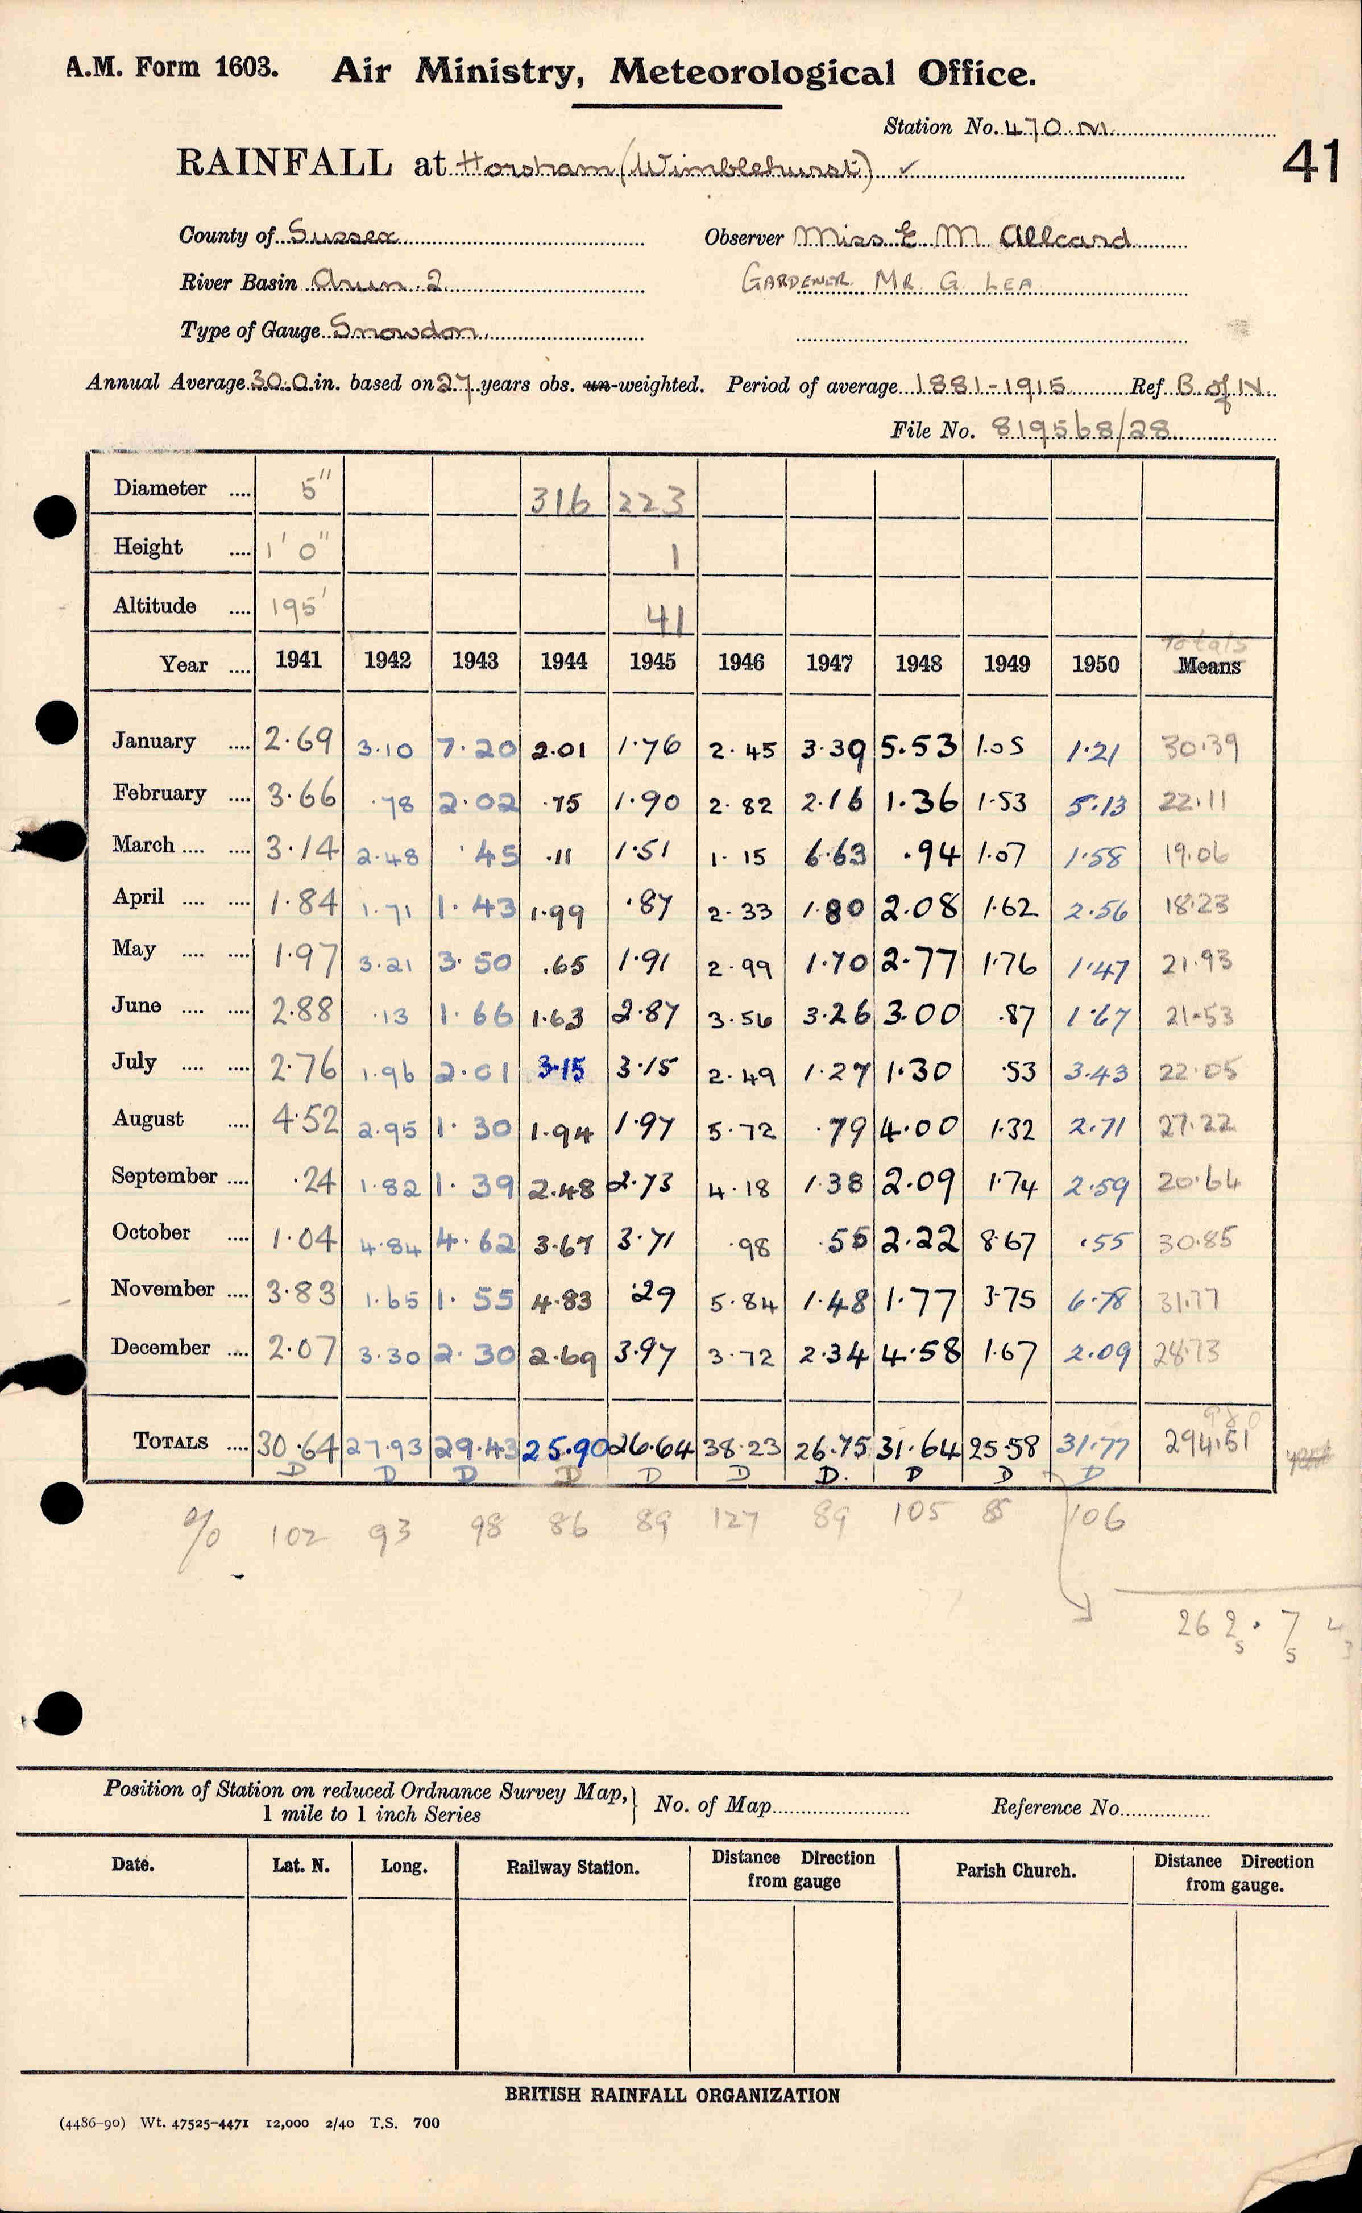 A.M. Form 1603. Air Ministry, Meteorological Office.
Station No. 470 M.
41
RAINFALL at Horsham (Wimblehurst) ✓
County of Sussex Observer Miss E M Allcard
River Basin Arun 2 GARDENER MR G LEA
Type of Gauge Snowdon.
Annual Average 30.0 in. based on 27 years obs. un-weighted. Period of average 1881-1915 Ref. B of N
File No. 819568/28
Diameter .... 5" 316 223
Height .... 1' 0" 1
Altitude .... 195' 41
Totals
Year .... 1941 1942 1943 1944 1945 1946 1947 1948 1949 1950 Means
January .... 2.69 3.10 7.20 2.01 1.76 2.45 3.39 5.53 1.05 1.21 30.39
February .... 3.66 .78 2.02 .75 1.90 2.82 2.16 1.36 1.53 5.13 22.11
March .... .... 3.14 2.48 .45 .11 1.51 1.15 6.63 .94 1.07 1.58 19.06
April .... .... 1.84 1.71 1.43 1.99 .87 2.33 1.80 2.08 1.62 2.56 18.23
May .... .... 1.97 3.21 3.50 .65 1.91 2.99 1.70 2.77 1.76 1.47 21.93
June .... .... 2.88 .13 1.66 1.63 2.87 3.56 3.26 3.00 .87 1.67 21.53
July .... .... 2.76 1.96 2.01 3.15 3.15 2.49 1.27 1.30 .53 3.43 22.05
August .... 4.52 2.95 1.30 1.94 1.97 5.72 .79 4.00 1.32 2.71 27.22
September .... .24 1.82 1.39 2.48 2.73 4.18 1.38 2.09 1.74 2.59 20.64
October .... 1.04 4.84 4.62 3.67 3.71 .98 .55 2.22 8.67 .55 30.85
November .... 3.83 1.65 1.55 4.83 .29 5.84 1.48 1.77 3.75 6.78 31.77
December .... 2.07 3.30 2.30 2.69 3.97 3.72 2.34 4.58 1.67 2.09 28.73
980
TOTALS .... 30.64 27.93 29.43 25.90 26.64 38.23 26.75 31.64 25.58 31.77 294.51
D D D D D D D. D D D
% 102 93 98 86 89 127 89 105 85 106
262.74
5 5 3
Position of Station on reduced Ordnance Survey Map,
1 mile to 1 inch Series } No. of Map Reference No
Date. Lat. N. Long. Railway Station. Distance Direction from gauge Parish Church. Distance Direction from gauge.
BRITISH RAINFALL ORGANIZATION
(4486-90) Wt. 47525-4471 12,000 2/40 T.S. 700